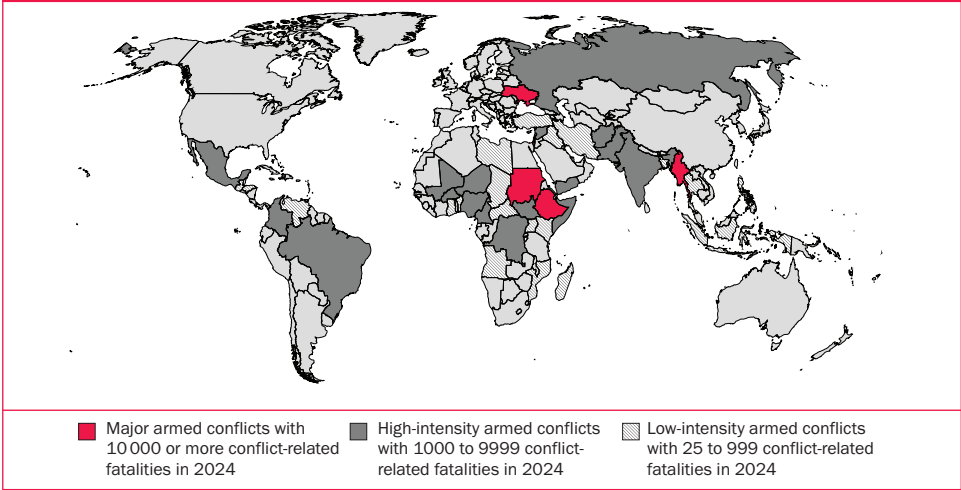 Major armed conflicts with
10 000 or more conflict-related
fatalities in 2024
High-intensity armed conflicts
with 1000 to 9999 conflict-
related fatalities in 2024
Low-intensity armed conflicts
with 25 to 999 conflict-related
fatalities in 2024